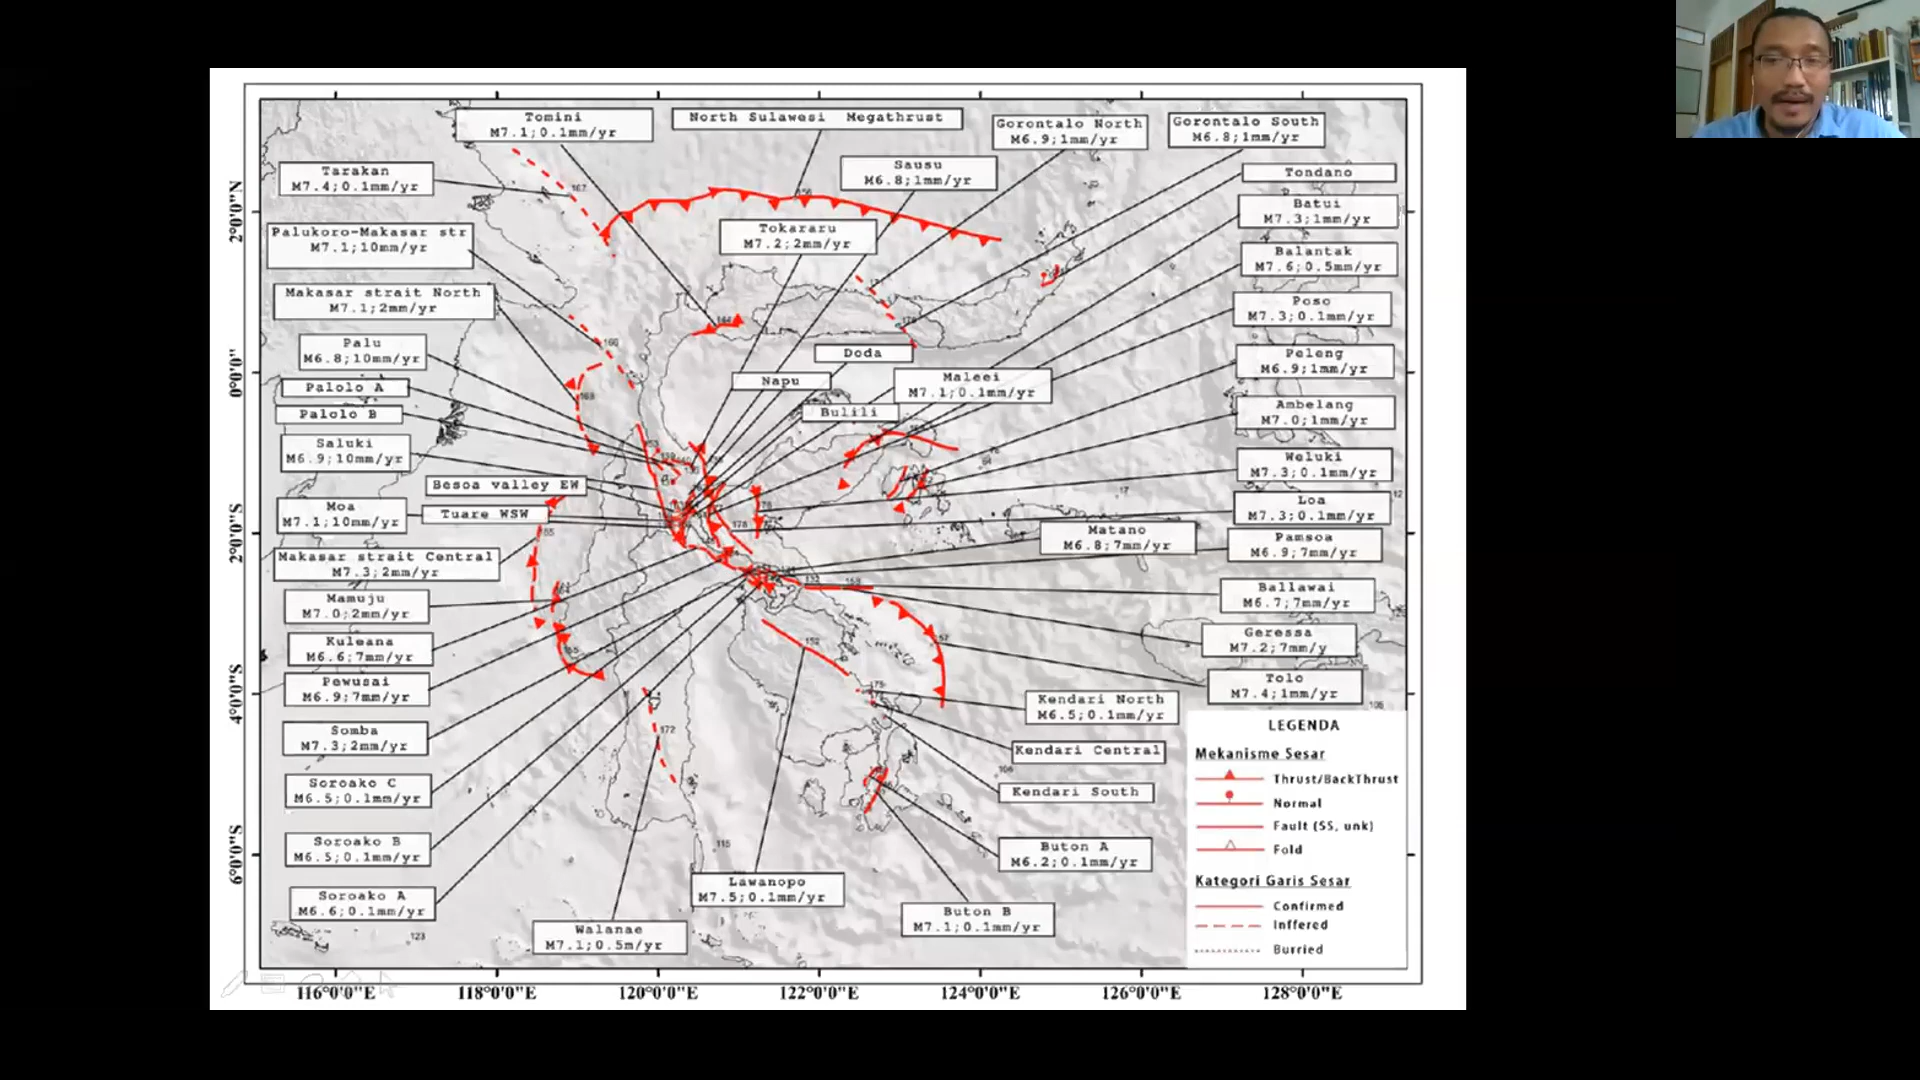 Tomini
M7.1;0.1mm/yr
North Sulawesi Megathrust
Gorontalo North
M6.9;1mm/yr
Gorontalo South
M6.8;1mm/yr
Tarakan
M7.4;0.1mm/yr
Sausu
M6.8;1mm/yr
Tondano
Batui
M7.3;1mm/yr
Palukoro-Makasar str
M7.1;10mm/yr
Tokararu
M7.2;2mm/yr
Balantak
M7.6;0.5mm/yr
Makasar strait North
M7.1;2mm/yr
Poso
M7.3;0.1mm/yr
Palu
M6.8;10mm/yr
Doda
Peleng
M6.9;1mm/yr
Palolo A
Napu
Maleei
M7.1;0.1mm/yr
Palolo B
Bulili
Ambelang
M7.0;1mm/yr
Saluki
M6.9;10mm/yr
Weluki
M7.3;0.1mm/yr
Besoa valley EW
Moa
M7.1;10mm/yr
Tuare WSW
Loa
M7.3;0.1mm/yr
Matano
M6.8;7mm/yr
Pamsoa
M6.9;7mm/yr
Makasar strait Central
M7.3;2mm/yr
Mamuju
M7.0;2mm/yr
Ballawai
M6.7;7mm/yr
Kuleana
M6.6;7mm/yr
Geressa
M7.2;7mm/y
Pewusai
M6.9;7mm/yr
Tolo
M7.4;1mm/yr
Kendari North
M6.5;0.1mm/yr
Somba
M7.3;2mm/yr
Kendari Central
Soroako C
M6.5;0.1mm/yr
Kendari South
Soroako B
M6.5;0.1mm/yr
Buton A
M6.2;0.1mm/yr
Soroako A
M6.6;0.1mm/yr
Lawanopo
M7.5;0.1mm/yr
Buton B
M7.1;0.1mm/yr
Walanae
M7.1;0.5m/yr
LEGENDA
Mekanisme Sesar
Thrust/BackThrust
Normal
Fault (SS, unk)
Fold
Kategori Garis Sesar
Confirmed
Inffered
Burried
2°0'0"N
0°0'0"
2°0'0"S
4°0'0"S
6°0'0"S
116°0'0"E
118°0'0"E
120°0'0"E
122°0'0"E
124°0'0"E
126°0'0"E
128°0'0"E
167
172
152
115
123